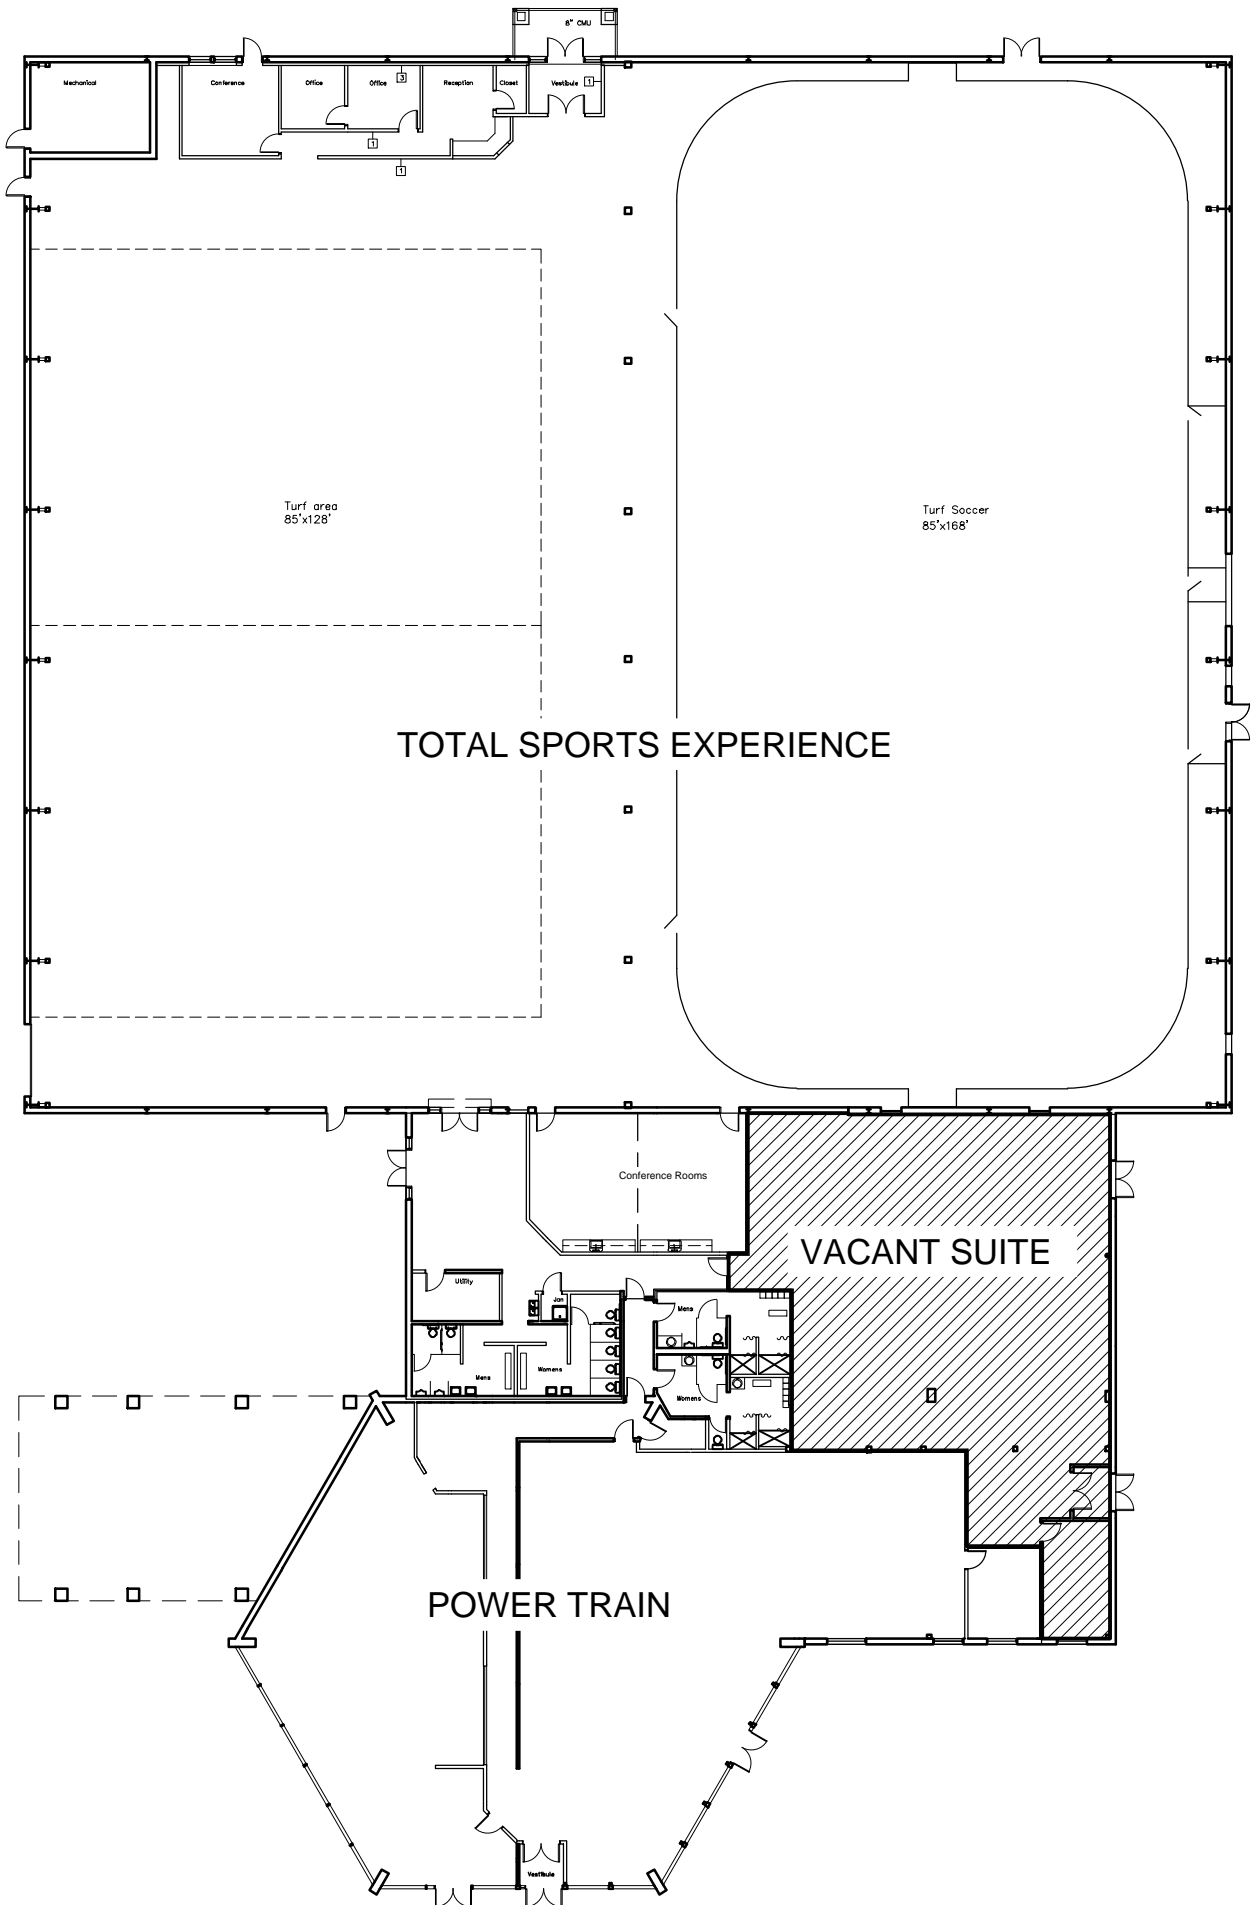 8" CMU
Mechanical
Conference
Office
Office
3
Reception
Closet
Vestibule
1
1
1
Turf area
85'x128'
Turf Soccer
85'x168'
TOTAL SPORTS EXPERIENCE
Conference Rooms
VACANT SUITE
Utility
Jan
Mens
Womens
Mens
Womens
POWER TRAIN
Vestibule